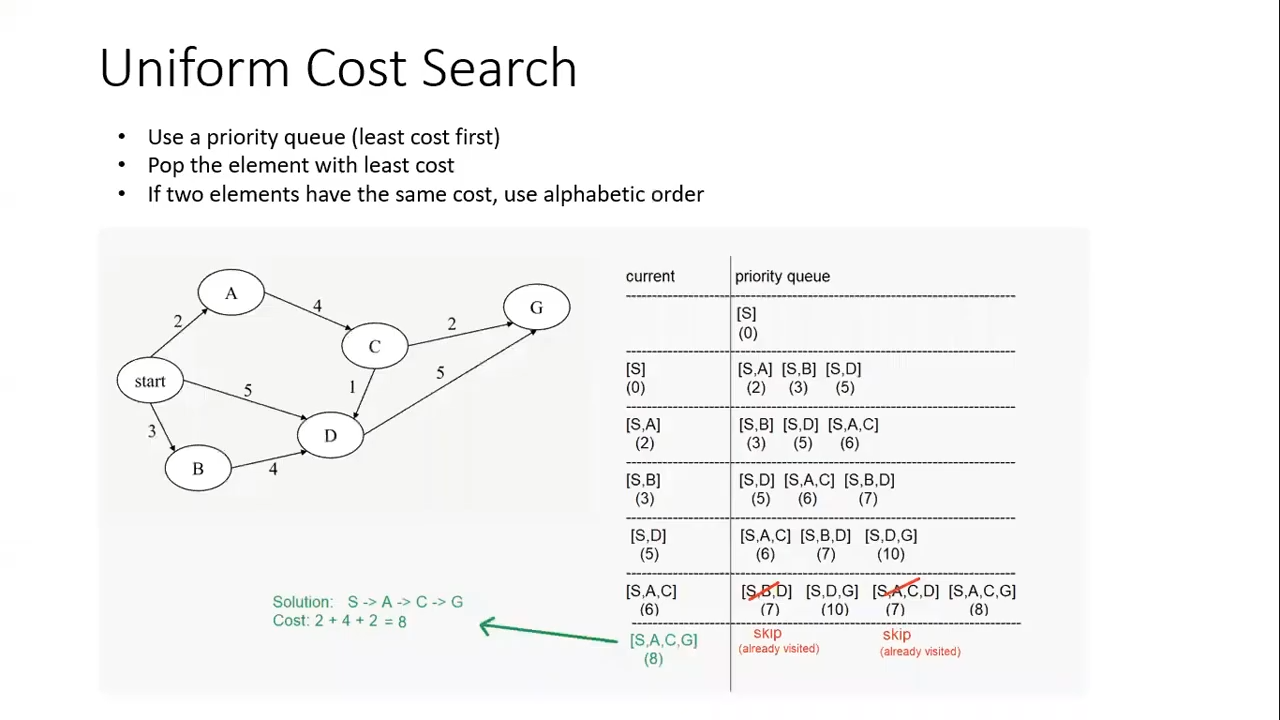 Uniform Cost Search
• Use a priority queue (least cost first)
• Pop the element with least cost
• If two elements have the same cost, use alphabetic order
A
G
4
2
2
C
start
5
5
1
3
D
B
4
current priority queue
[S]
(0)
[S] [S,A] [S,B] [S,D]
(0) (2) (3) (5)
[S,A] [S,B] [S,D] [S,A,C]
(2) (3) (5) (6)
[S,B] [S,D] [S,A,C] [S,B,D]
(3) (5) (6) (7)
[S,D] [S,A,C] [S,B,D] [S,D,G]
(5) (6) (7) (10)
[S,A,C] [S,B,D] [S,D,G] [S,A,C,D] [S,A,C,G]
(6) (7) (10) (7) (8)
skip skip
(already visited) (already visited)
[S,A,C,G]
(8)
Solution: S -> A -> C -> G
Cost: 2 + 4 + 2 = 8